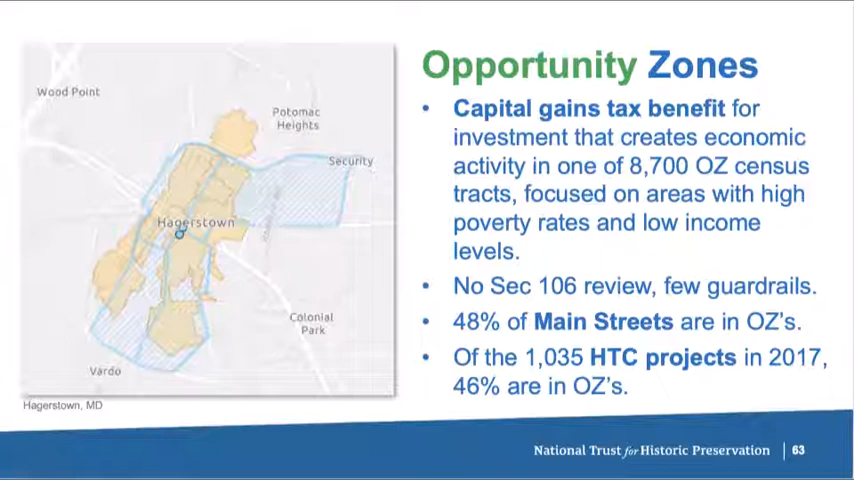 Opportunity Zones
• Capital gains tax benefit for
investment that creates economic
activity in one of 8,700 OZ census
tracts, focused on areas with high
poverty rates and low income
levels.
• No Sec 106 review, few guardrails.
• 48% of Main Streets are in OZ's.
• Of the 1,035 HTC projects in 2017,
46% are in OZ's.
Wood Point
Potomac
Heights
Security
Hagerstown
Colonial
Park
Vardo
Hagerstown, MD
National Trust for Historic Preservation | 63